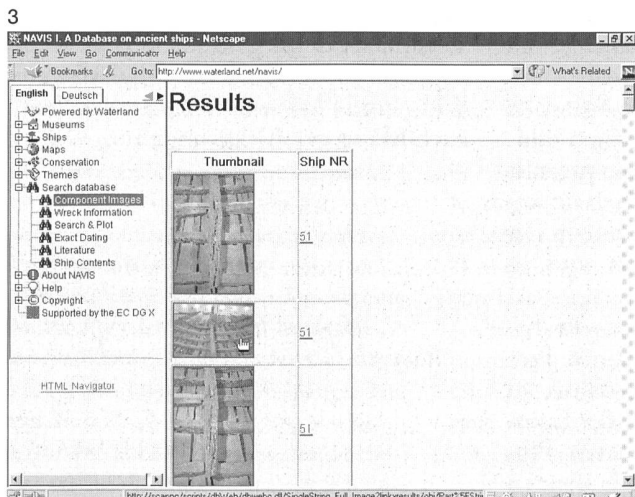 3
NAVIS I. A Database on ancient ships - Netscape
File Edit View Go Communicator Help
Bookmarks Go to: http://www.waterland.net/navis/ What's Related N
English Deutsch
Powered by Waterland
Museums
Ships
Maps
Conservation
Themes
Search database
Component Images
Wreck Information
Search & Plot
Exact Dating
Literature
Ship Contents
About NAVIS
Help
Copyright
Supported by the EC DG X
HTML Navigator
Results
Thumbnail Ship NR
51
51
51